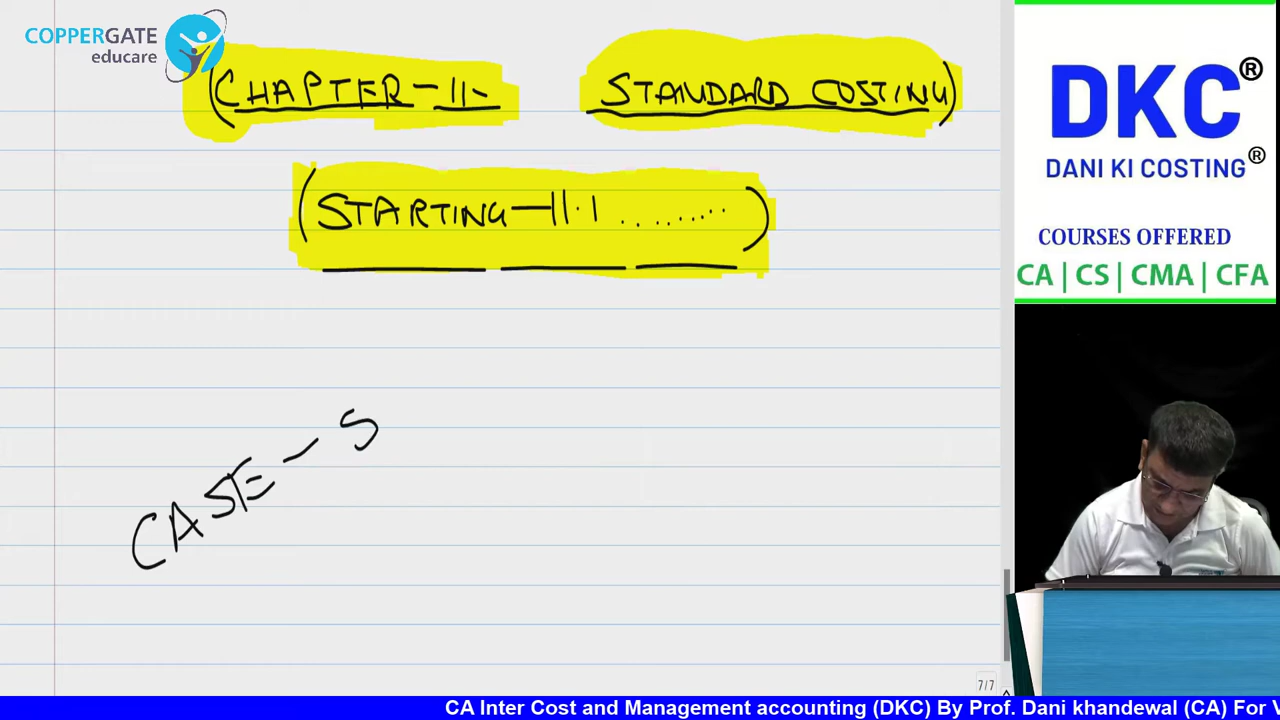 COPPERGATE
educare
(CHAPTER-11- STANDARD COSTING)
(STARTING-11.1 .........)
CASE - 5
7/7
DKC®
DANI KI COSTING®
COURSES OFFERED
CA | CS | CMA | CFA
CA Inter Cost and Management accounting (DKC) By Prof. Dani khandewal (CA) For V